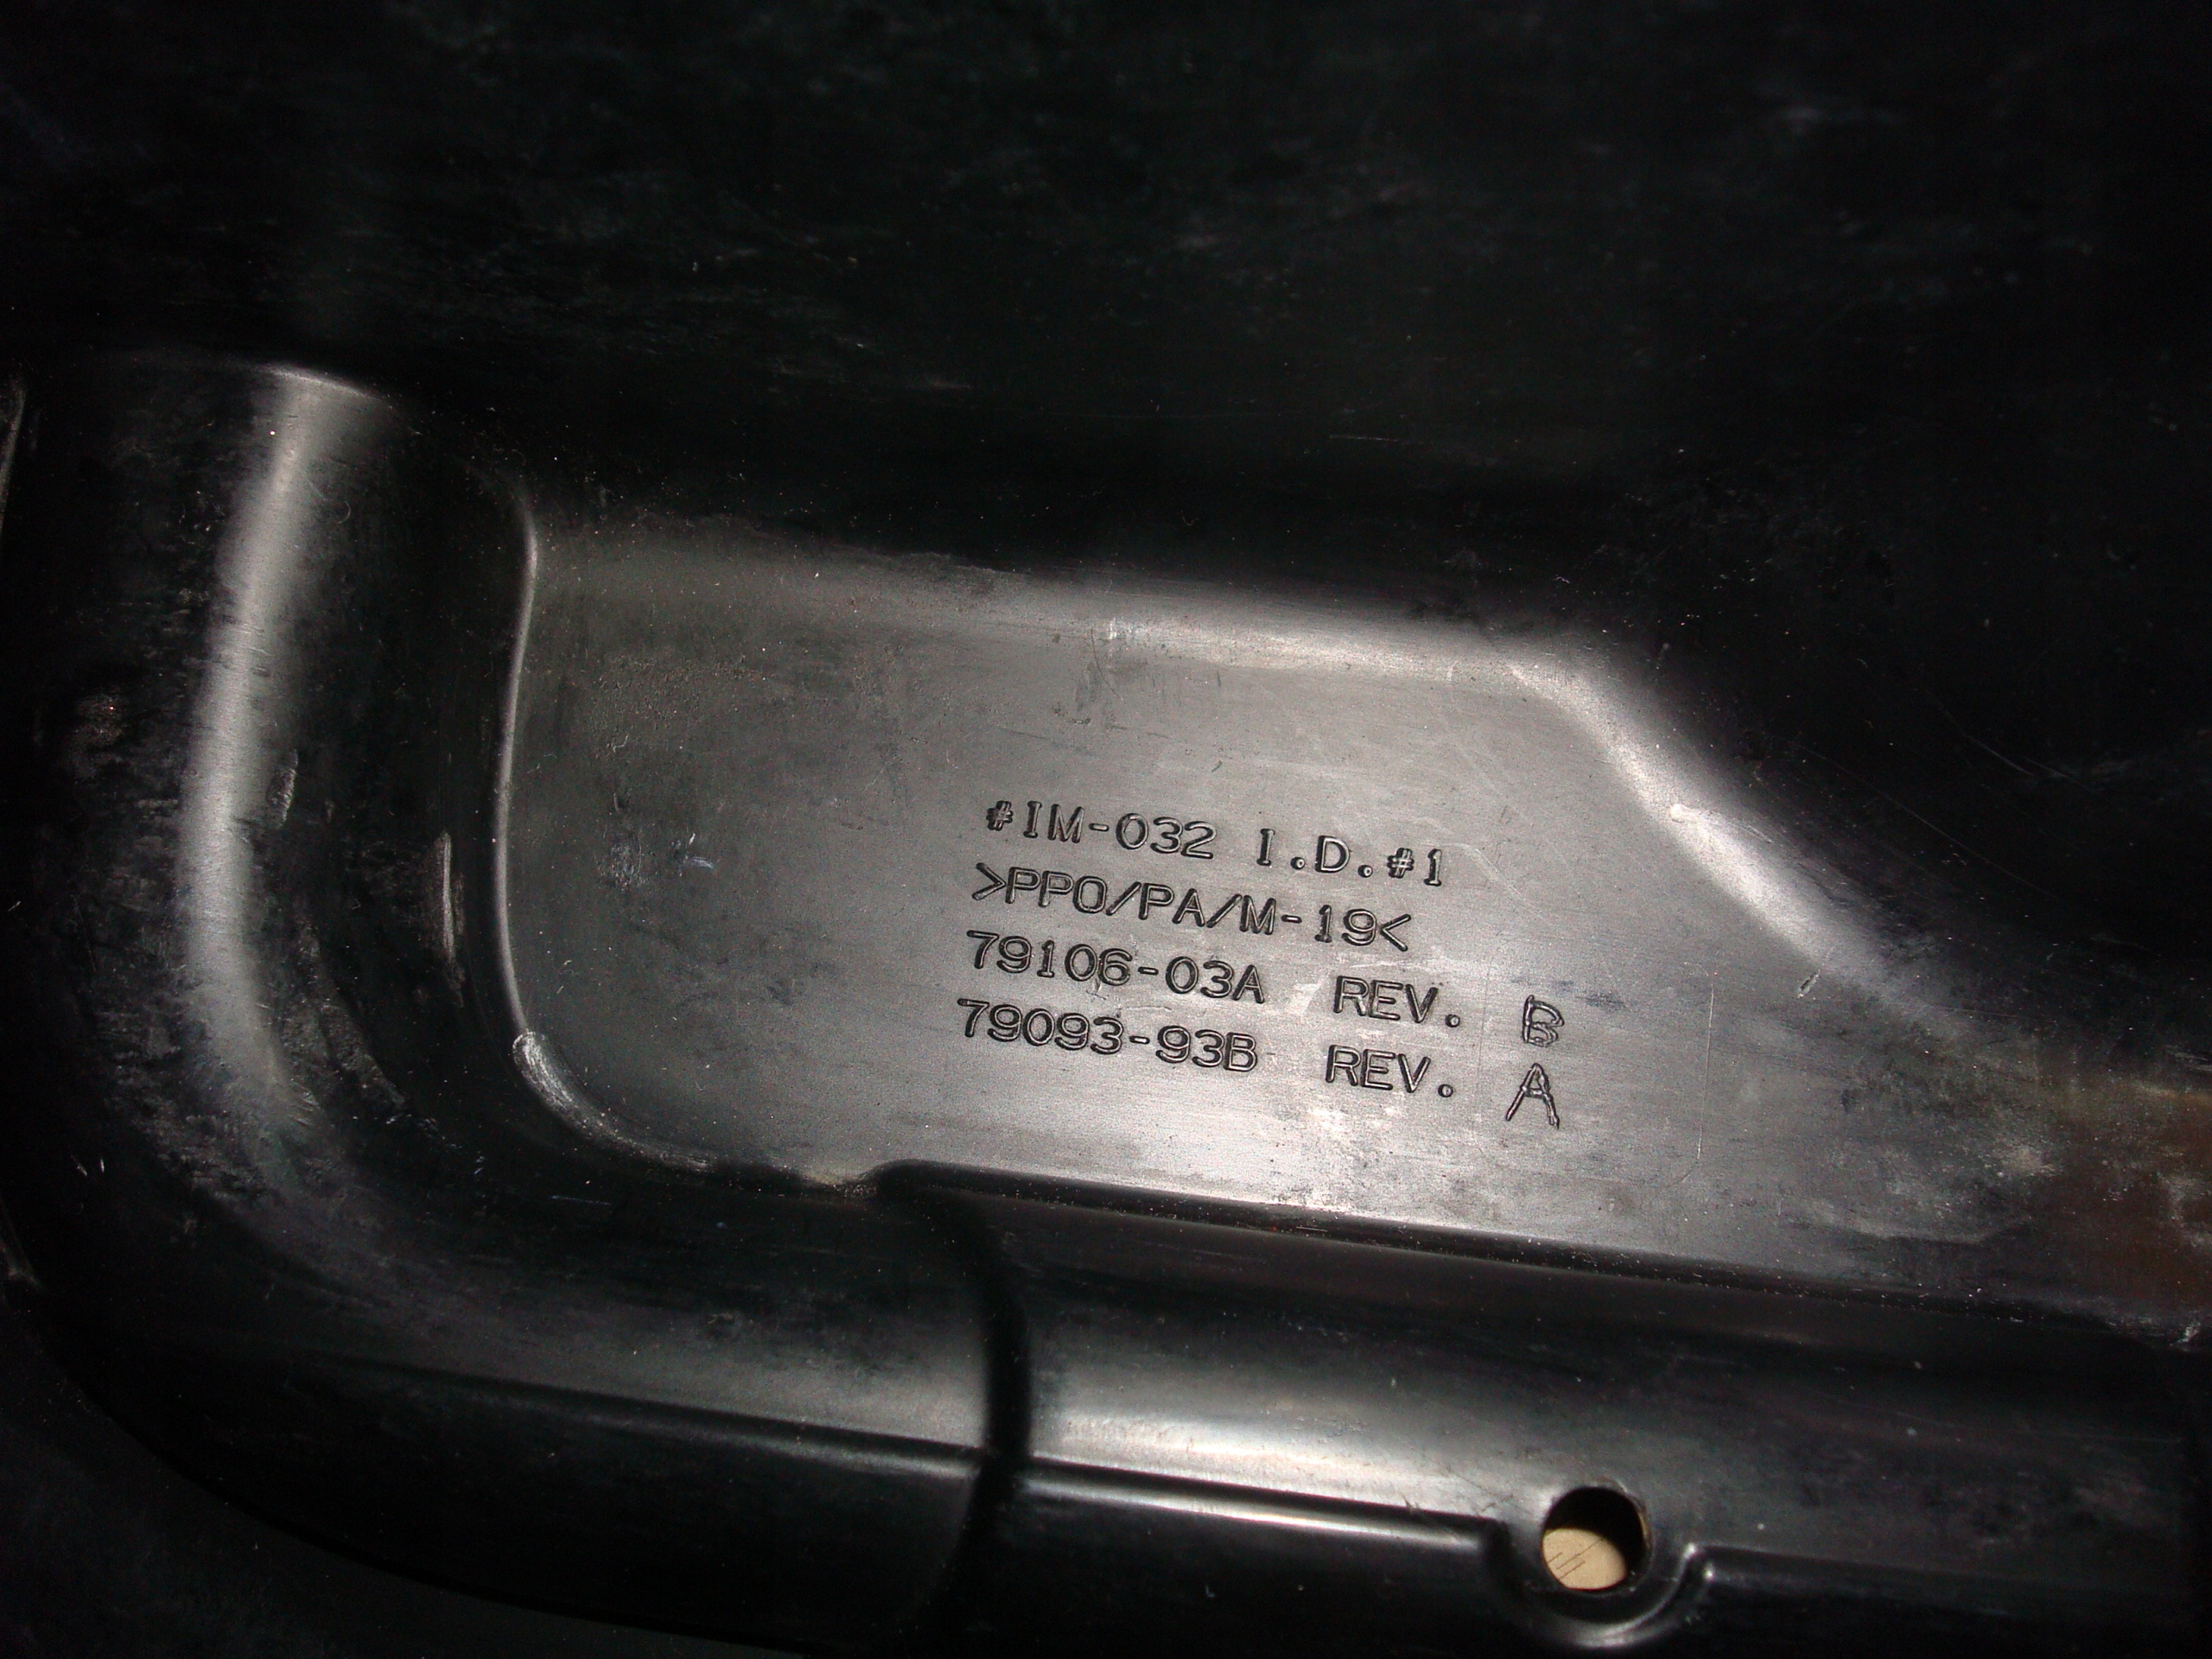 #IM-032 I.D.#1
>PPO/PA/M-19<
79106-03A REV. B
79093-93B REV. A